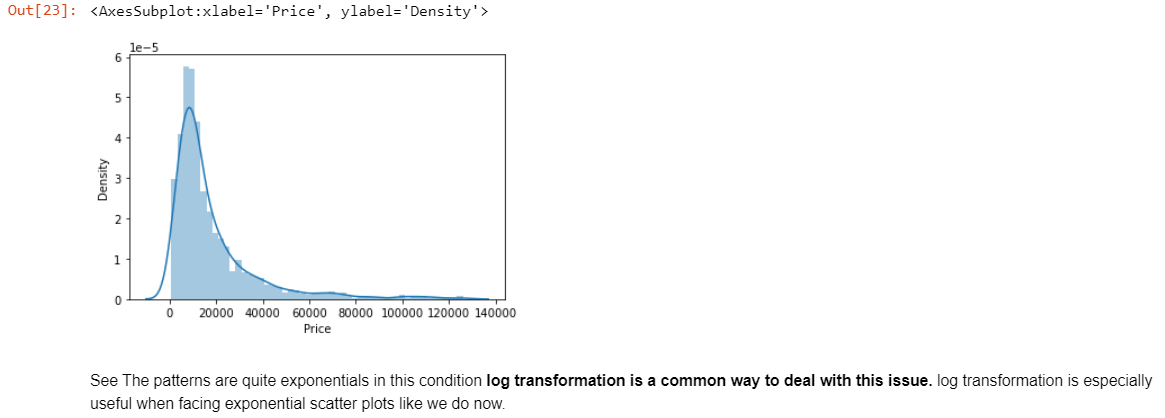 Out[23]: <AxesSubplot:xlabel='Price', ylabel='Density'>
1e−5
6
5
4
3
2
1
0
Density
0 20000 40000 60000 80000 100000 120000 140000
Price
See The patterns are quite exponentials in this condition log transformation is a common way to deal with this issue. log transformation is especially
useful when facing exponential scatter plots like we do now.